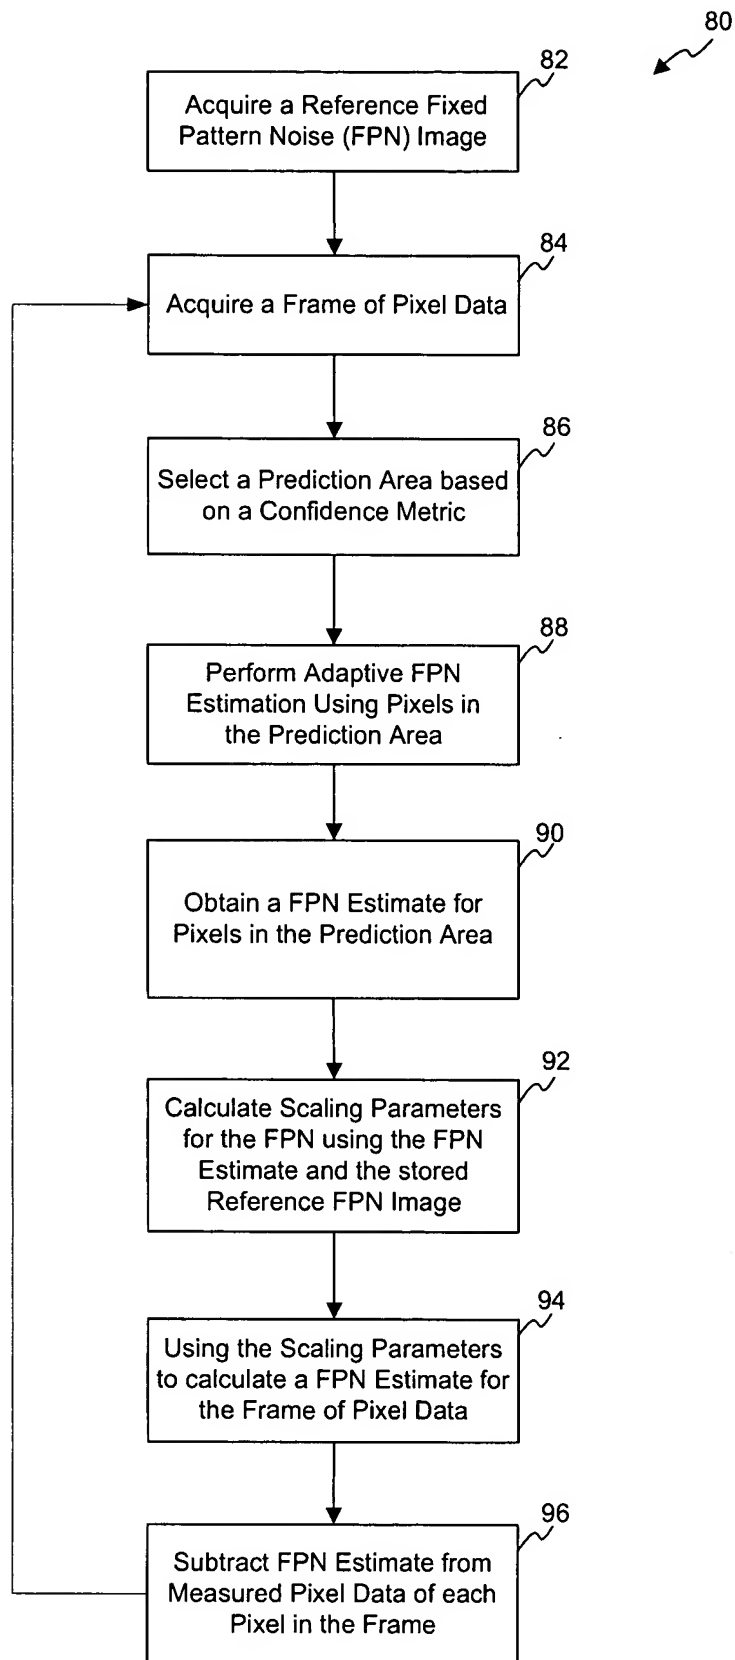 80
82
Acquire a Reference Fixed
Pattern Noise (FPN) Image
84
Acquire a Frame of Pixel Data
86
Select a Prediction Area based
on a Confidence Metric
88
Perform Adaptive FPN
Estimation Using Pixels in
the Prediction Area
90
Obtain a FPN Estimate for
Pixels in the Prediction Area
92
Calculate Scaling Parameters
for the FPN using the FPN
Estimate and the stored
Reference FPN Image
94
Using the Scaling Parameters
to calculate a FPN Estimate for
the Frame of Pixel Data
96
Subtract FPN Estimate from
Measured Pixel Data of each
Pixel in the Frame